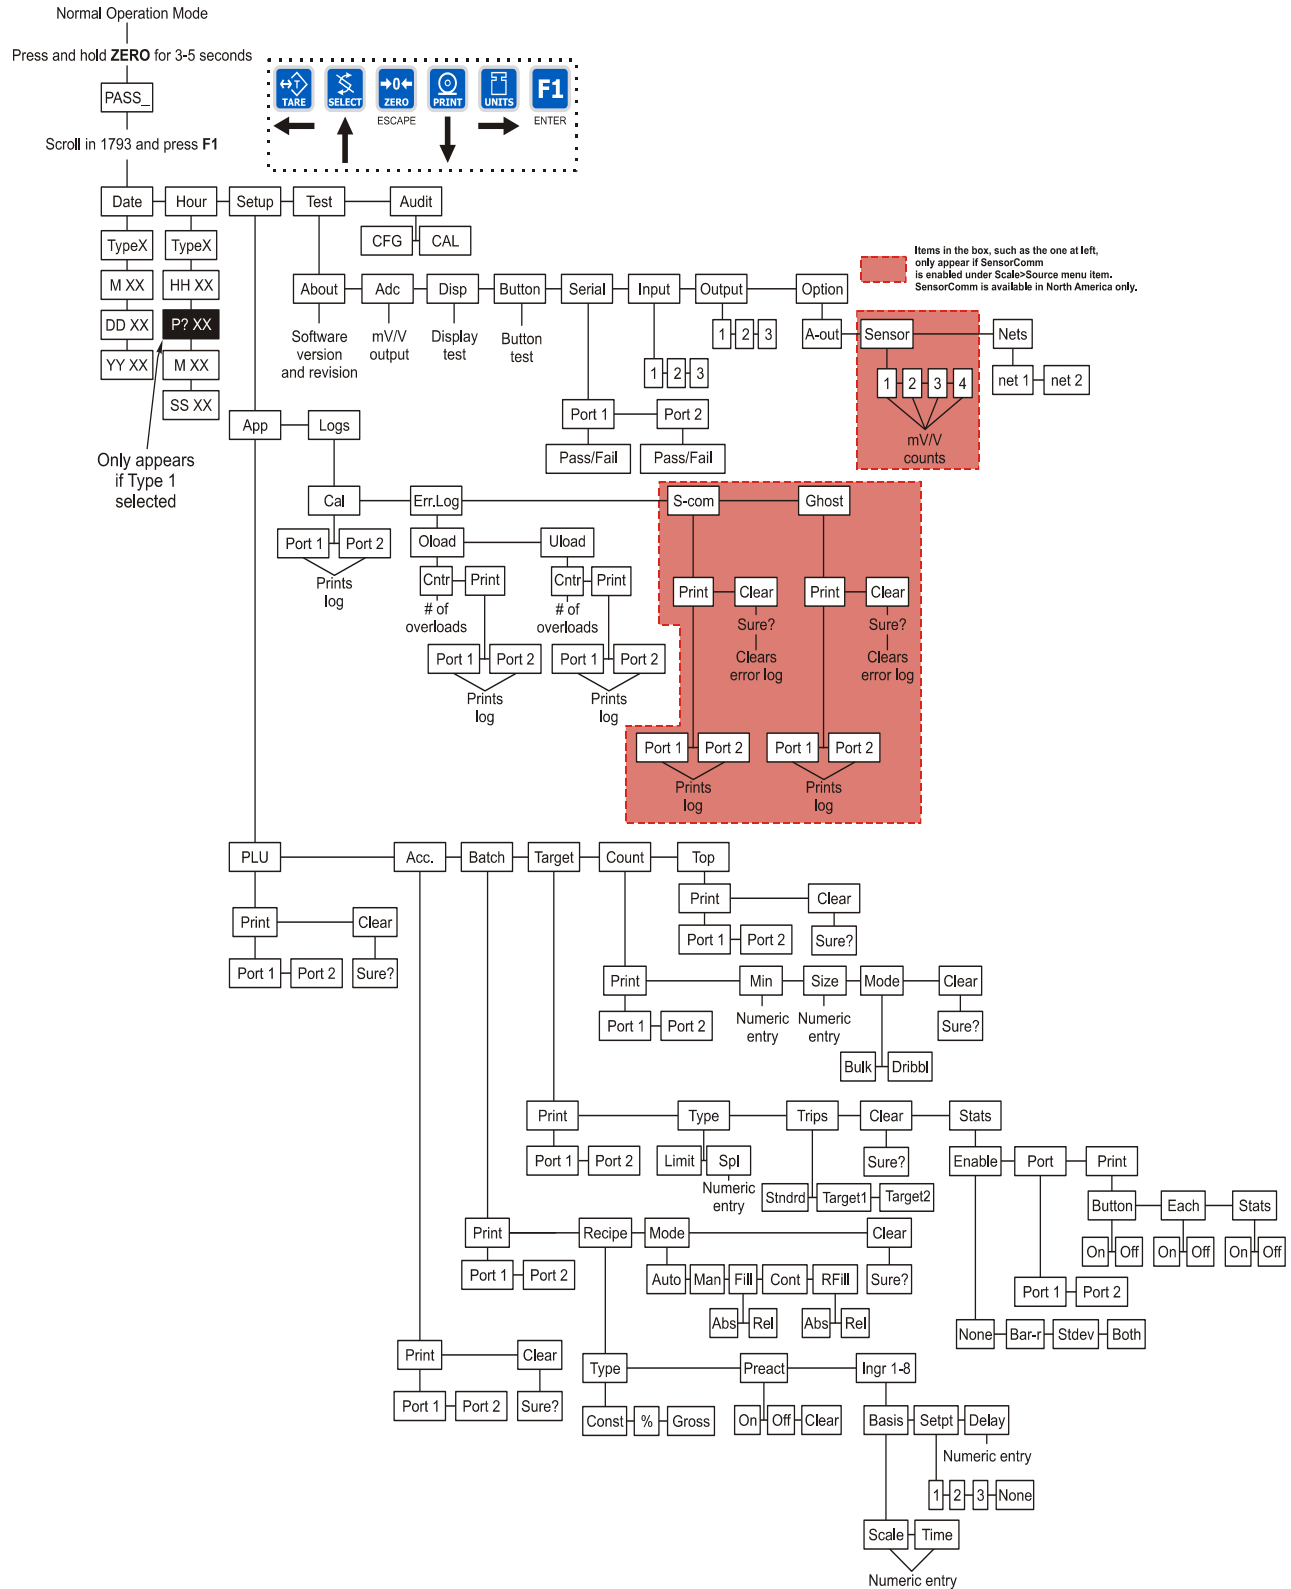 Normal Operation Mode
Press and hold ZERO for 3-5 seconds
PASS_
Scroll in 1793 and press F1
TARE SELECT ZERO PRINT UNITS F1
ESCAPE ENTER
Date Hour Setup Test Audit
CFG CAL
TypeX TypeX
M XX HH XX
DD XX P? XX
YY XX M XX
SS XX
Only appears
if Type 1
selected
Items in the box, such as the one at left,
only appear if SensorComm
is enabled under Scale>Source menu item.
SensorComm is available in North America only.
About Adc Disp Button Serial Input Output Option
Software
version
and revision
mV/V
output
Display
test
Button
test
1 2 3
1 2 3
A-out Sensor Nets
1 2 3 4
net 1 net 2
mV/V
counts
Port 1 Port 2
Pass/Fail Pass/Fail
App Logs
Cal Err.Log S-com Ghost
Port 1 Port 2
Prints
log
Oload Uload
Cntr Print Cntr Print
# of
overloads
# of
overloads
Port 1 Port 2 Port 1 Port 2
Prints
log
Prints
log
Print Clear Print Clear
Sure? Sure?
Clears
error log
Clears
error log
Port 1 Port 2 Port 1 Port 2
Prints
log
Prints
log
PLU Acc. Batch Target Count Top
Print Clear
Port 1 Port 2 Sure?
Print Clear
Port 1 Port 2 Sure?
Print Min Size Mode Clear
Port 1 Port 2
Numeric
entry
Numeric
entry
Sure?
Bulk Dribbl
Print Type Trips Clear Stats
Port 1 Port 2
Limit Spl
Numeric
entry
Stndrd Target1 Target2
Sure?
Enable Port Print
Button Each Stats
On Off On Off On Off
Port 1 Port 2
None Bar-r Stdev Both
Print Recipe Mode Clear
Port 1 Port 2
Auto Man Fill Cont RFill
Sure?
Abs Rel Abs Rel
Print Clear
Port 1 Port 2 Sure?
Type Preact Ingr 1-8
Const % Gross
On Off Clear
Basis Setpt Delay
Numeric entry
1 2 3 None
Scale Time
Numeric entry